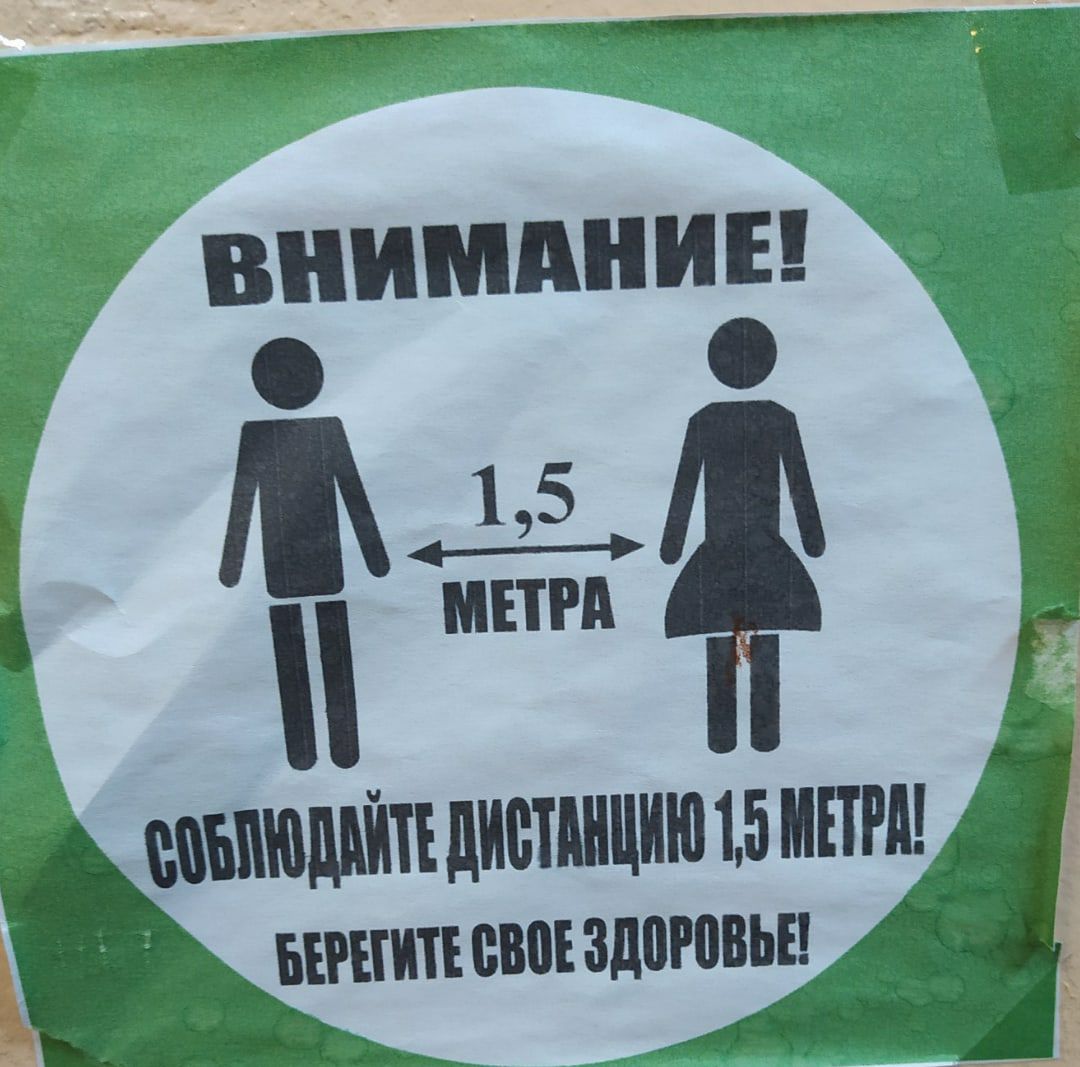 ВНИМАНИЕ!
1,5
МЕТРА
СОБЛЮДАЙТЕ ДИСТАНЦИЮ 1,5 МЕТРА!
БЕРЕГИТЕ СВОЕ ЗДОРОВЬЕ!